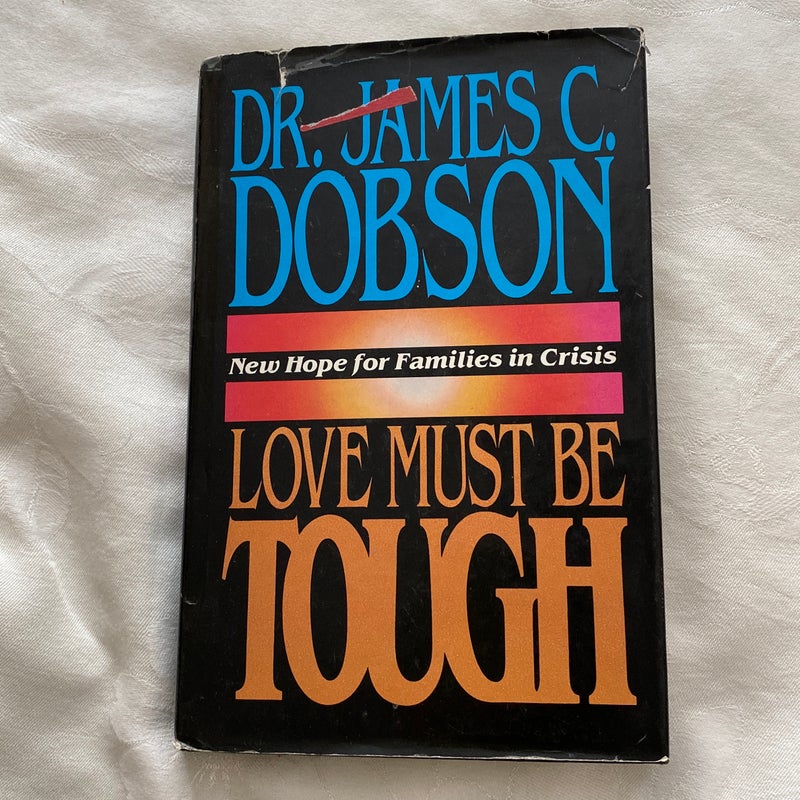 DR. JAMES C.
DOBSON
New Hope for Families in Crisis
LOVE MUST BE
TOUGH